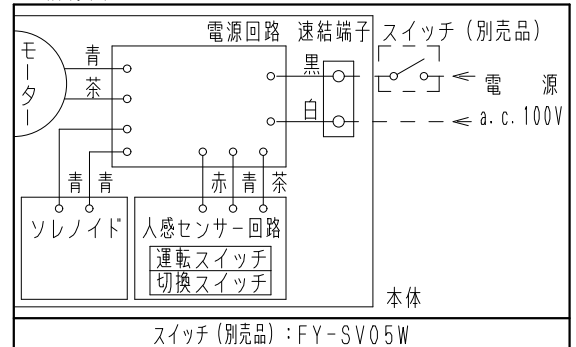 電源回路 速結端子 スイッチ(別売品)
モーター
青
茶
黒
白
電 源
a.c.100V
青 青
赤 青 茶
ソレノイド
人感センサー回路
運転スイッチ
切換スイッチ
本体
スイッチ(別売品):FY-SV05W